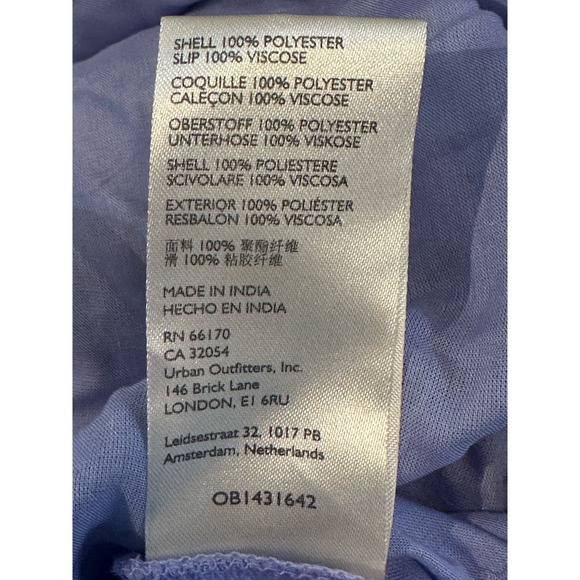 SHELL 100% POLYESTER
SLIP 100% VISCOSE
COQUILLE 100% POLYESTER
CALEÇON 100% VISCOSE
OBERSTOFF 100% POLYESTER
UNTERHOSE 100% VISKOSE
SHELL 100% POLIESTERE
SCIVOLARE 100% VISCOSA
EXTERIOR 100% POLIÉSTER
RESBALON 100% VISCOSA
面料 100% 聚酯纤维
滑 100% 粘胶纤维
MADE IN INDIA
HECHO EN INDIA
RN 66170
CA 32054
Urban Outfitters, Inc.
146 Brick Lane
LONDON, E1 6RU
Leidsestraat 32, 1017 PB
Amsterdam, Netherlands
OB1431642